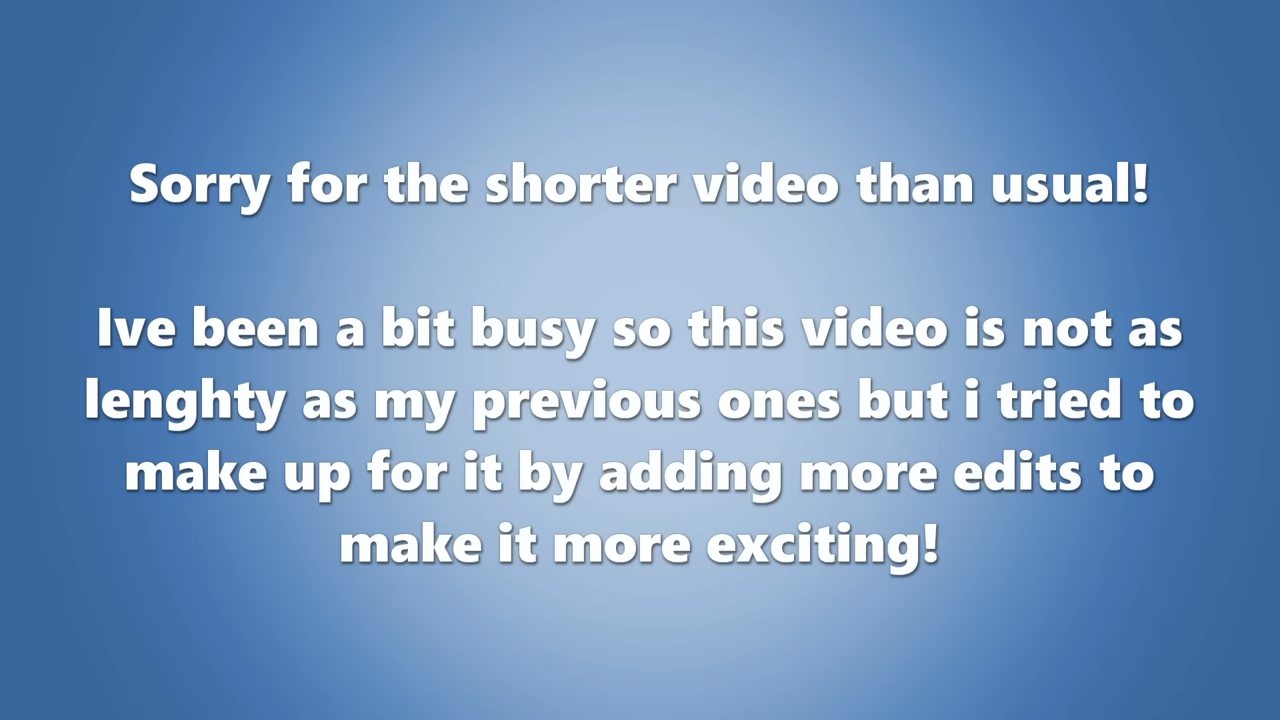 Sorry for the shorter video than usual!
Ive been a bit busy so this video is not as
lenghty as my previous ones but i tried to
make up for it by adding more edits to
make it more exciting!